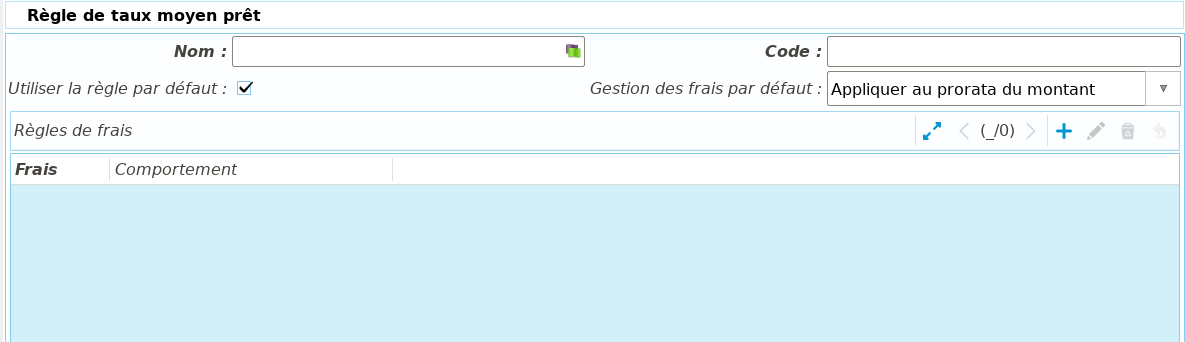 Règle de taux moyen prêt
Nom : Code :
Utiliser la règle par défaut : Gestion des frais par défaut : Appliquer au prorata du montant
Règles de frais (_/0)
Frais Comportement